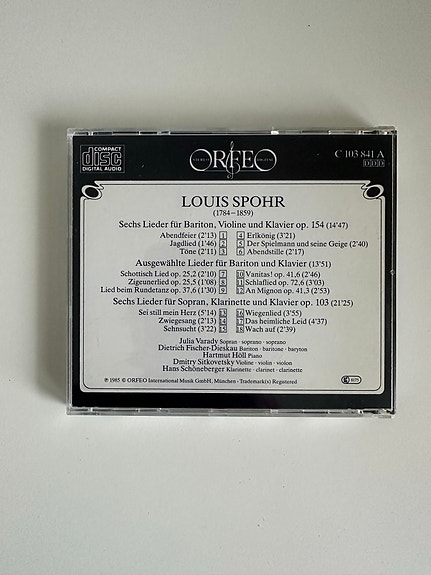 COMPACT
disc
DIGITAL AUDIO
STEREO ORFEO DIGITAL
C 103 841 A
DDD
LOUIS SPOHR
(1784–1859)
Sechs Lieder für Bariton, Violine und Klavier op. 154 (14'47)
Abendfeier (2'13) 1 4 Erlkönig (3'21)
Jagdlied (1'46) 2 5 Der Spielmann und seine Geige (2'40)
Töne (2'11) 3 6 Abendstille (2'17)
Ausgewählte Lieder für Bariton und Klavier (13'51)
Schottisch Lied op. 25,2 (2'10) 7 10 Vanitas! op. 41,6 (2'46)
Zigeunerlied op. 25,5 (1'08) 8 11 Schlaflied op. 72,6 (3'03)
Lied beim Rundetanz op. 37,6 (1'30) 9 12 An Mignon op. 41,3 (2'53)
Sechs Lieder für Sopran, Klarinette und Klavier op. 103 (21'25)
Sei still mein Herz (5'14) 13 16 Wiegenlied (3'55)
Zwiegesang (2'13) 14 17 Das heimliche Leid (4'37)
Sehnsucht (3'22) 15 18 Wach auf (2'39)
Julia Varady Sopran · soprano · soprano
Dietrich Fischer-Dieskau Bariton · baritone · baryton
Hartmut Höll Piano
Dmitry Sitkovetsky Violine · violin · violon
Hans Schöneberger Klarinette · clarinet · clarinette
℗ 1985 © ORFEO International Musik GmbH, München · Trademark(s) Registered